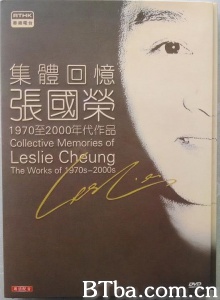 RTHK
香港電台
集體回憶
張國榮
1970至2000年代作品
Collective Memories of
Leslie Cheung
The Works of 1970s-2000s
Leslie
DVD
BTba.com.cn